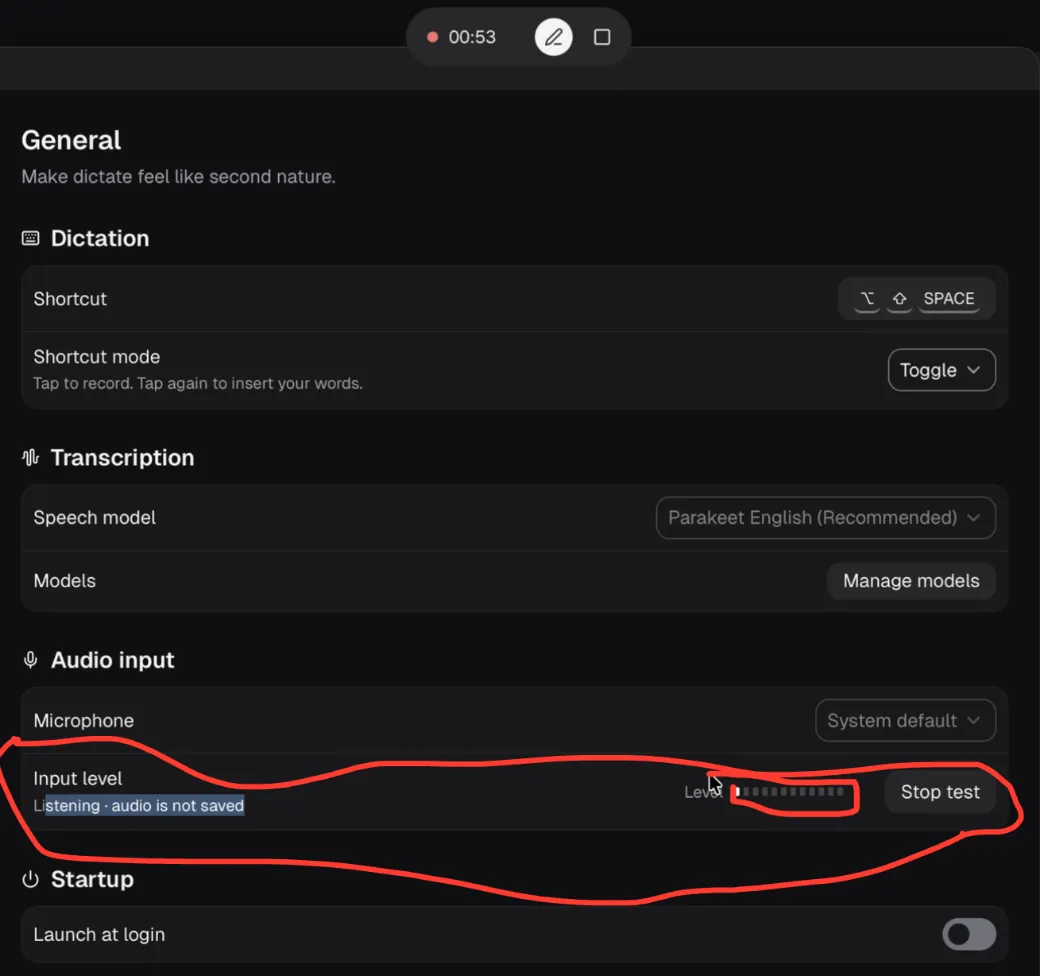 00:53
General
Make dictate feel like second nature.
Dictation
Shortcut
⌥ ⇧ SPACE
Shortcut mode
Tap to record. Tap again to insert your words.
Toggle
Transcription
Speech model
Parakeet English (Recommended)
Models
Manage models
Audio input
Microphone
System default
Input level
Listening · audio is not saved
Level
Stop test
Startup
Launch at login